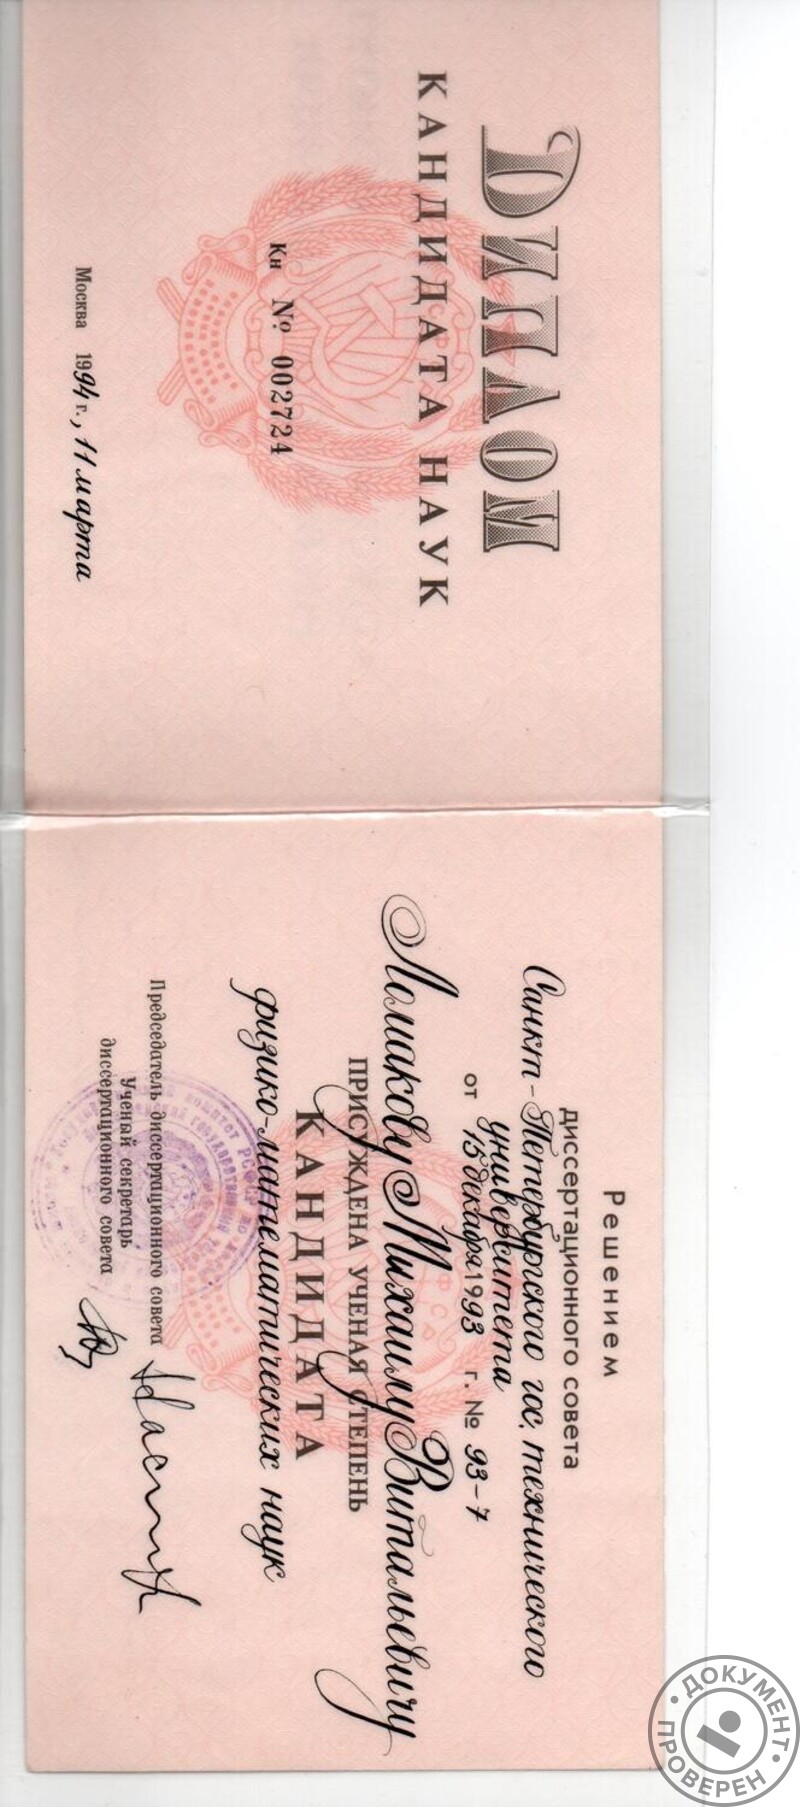 ДИПЛОМ
КАНДИДАТА НАУК
Кн № 002724
Москва 1994 г., 11 марта
Решением
диссертационного совета
Санкт-Петербургского гос. технического
университета
от 15 декабря 1993 г. № 93-7
Ломакову Михаилу Витальевичу
ПРИСУЖДЕНА УЧЕНАЯ СТЕПЕНЬ
КАНДИДАТА
физико-математических наук
Председатель диссертационного совета
Ученый секретарь
диссертационного совета
ДОКУМЕНТ
ПРОВЕРЕН